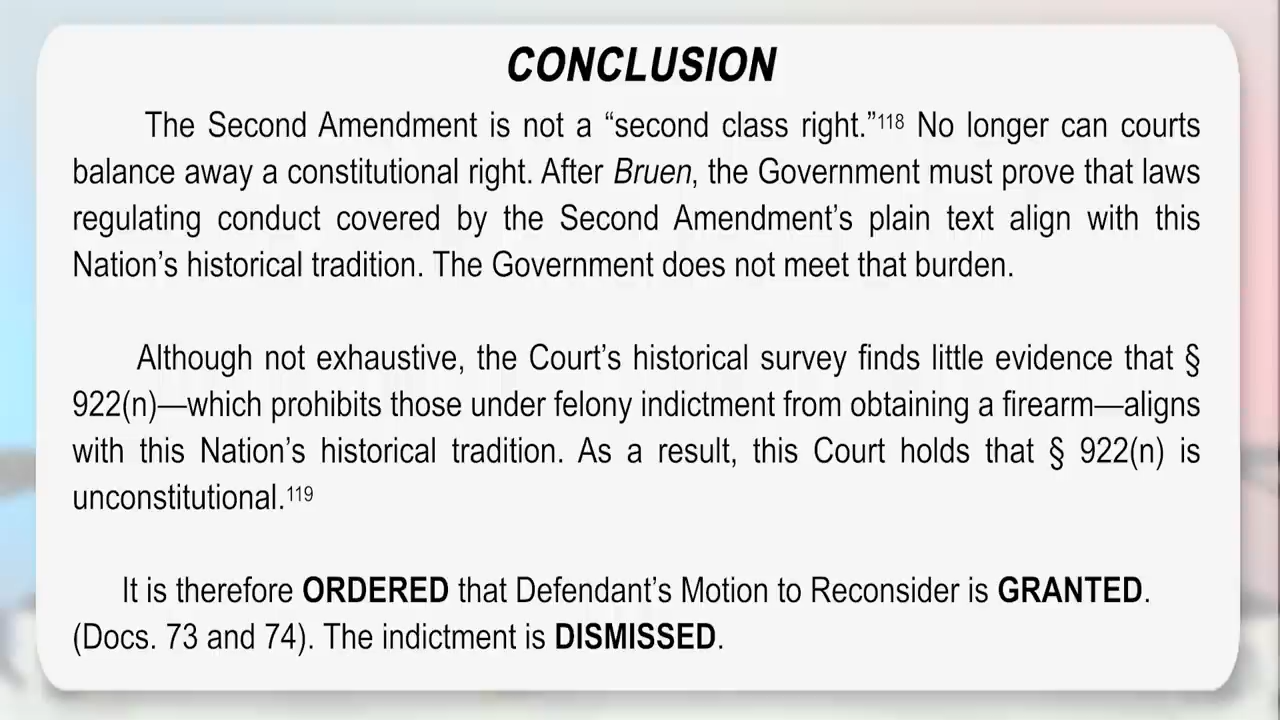 CONCLUSION
The Second Amendment is not a “second class right.”118 No longer can courts
balance away a constitutional right. After Bruen, the Government must prove that laws
regulating conduct covered by the Second Amendment’s plain text align with this
Nation’s historical tradition. The Government does not meet that burden.
Although not exhaustive, the Court’s historical survey finds little evidence that §
922(n)—which prohibits those under felony indictment from obtaining a firearm—aligns
with this Nation’s historical tradition. As a result, this Court holds that § 922(n) is
unconstitutional.119
It is therefore ORDERED that Defendant’s Motion to Reconsider is GRANTED.
(Docs. 73 and 74). The indictment is DISMISSED.